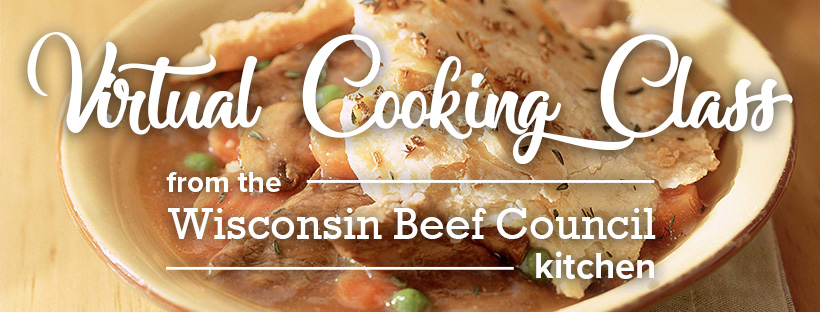 Virtual Cooking Class
from the
Wisconsin Beef Council
kitchen